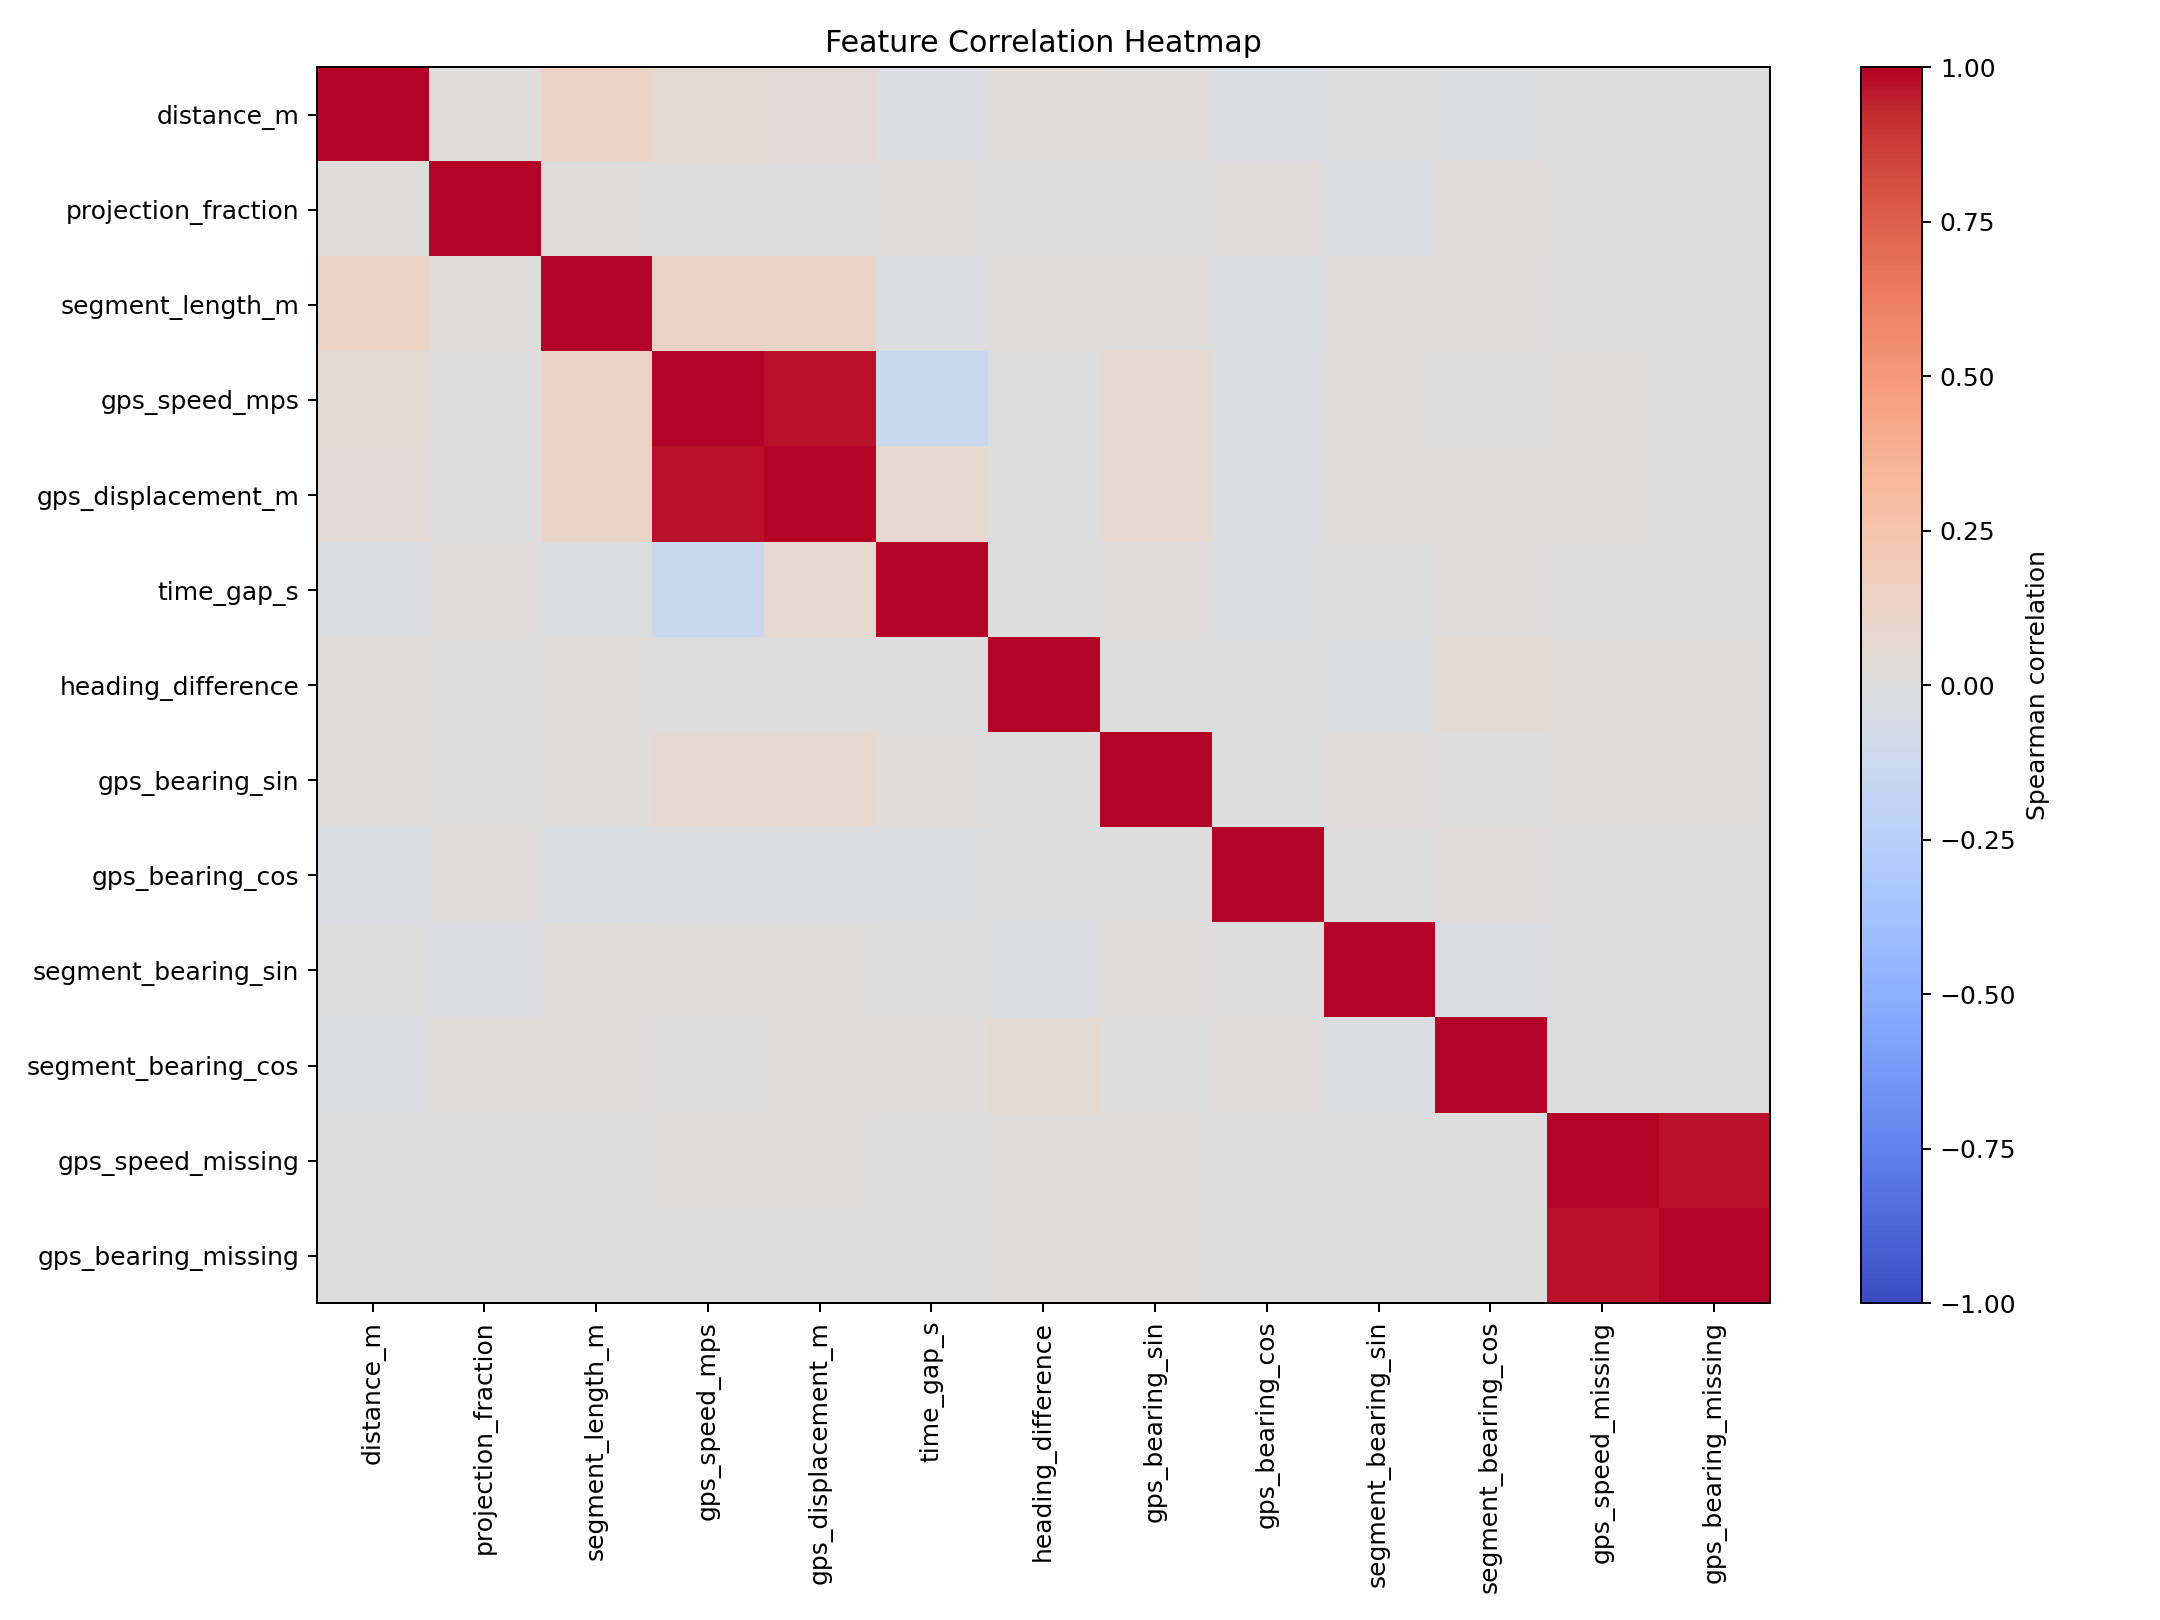 Feature Correlation Heatmap
distance_m
projection_fraction
segment_length_m
gps_speed_mps
gps_displacement_m
time_gap_s
heading_difference
gps_bearing_sin
gps_bearing_cos
segment_bearing_sin
segment_bearing_cos
gps_speed_missing
gps_bearing_missing
distance_m
projection_fraction
segment_length_m
gps_speed_mps
gps_displacement_m
time_gap_s
heading_difference
gps_bearing_sin
gps_bearing_cos
segment_bearing_sin
segment_bearing_cos
gps_speed_missing
gps_bearing_missing
1.00
0.75
0.50
0.25
0.00
−0.25
−0.50
−0.75
−1.00
Spearman correlation